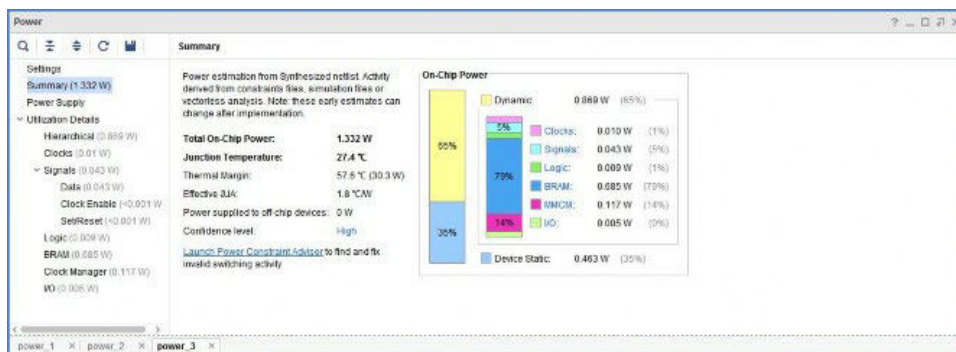 Power
Summary
Settings
Summary (1.332 W)
Power Supply
Utilization Details
Hierarchical (0.869 W)
Clocks (0.01 W)
Signals (0.043 W)
Data (0.043 W)
Clock Enable (<0.001 W
Set/Reset (<0.001 W)
Logic (0.009 W)
BRAM (0.685 W)
Clock Manager (0.117 W)
I/O (0.005 W)
Power estimation from Synthesized netlist. Activity
derived from constraints files, simulation files or
vectorless analysis. Note: these early estimates can
change after implementation.
Total On-Chip Power: 1.332 W
Junction Temperature: 27.4 ℃
Thermal Margin: 57.6 ℃ (30.3 W)
Effective ϑJA: 1.8 ℃/W
Power supplied to off-chip devices: 0 W
Confidence level: High
Launch Power Constraint Advisor to find and fix
invalid switching activity
On-Chip Power
65%
35%
Dynamic: 0.869 W (65%)
5%
79%
14%
Clocks: 0.010 W (1%)
Signals: 0.043 W (5%)
Logic: 0.009 W (1%)
BRAM: 0.685 W (79%)
MMCM: 0.117 W (14%)
I/O: 0.005 W (0%)
Device Static: 0.463 W (35%)
power_1 power_2 power_3